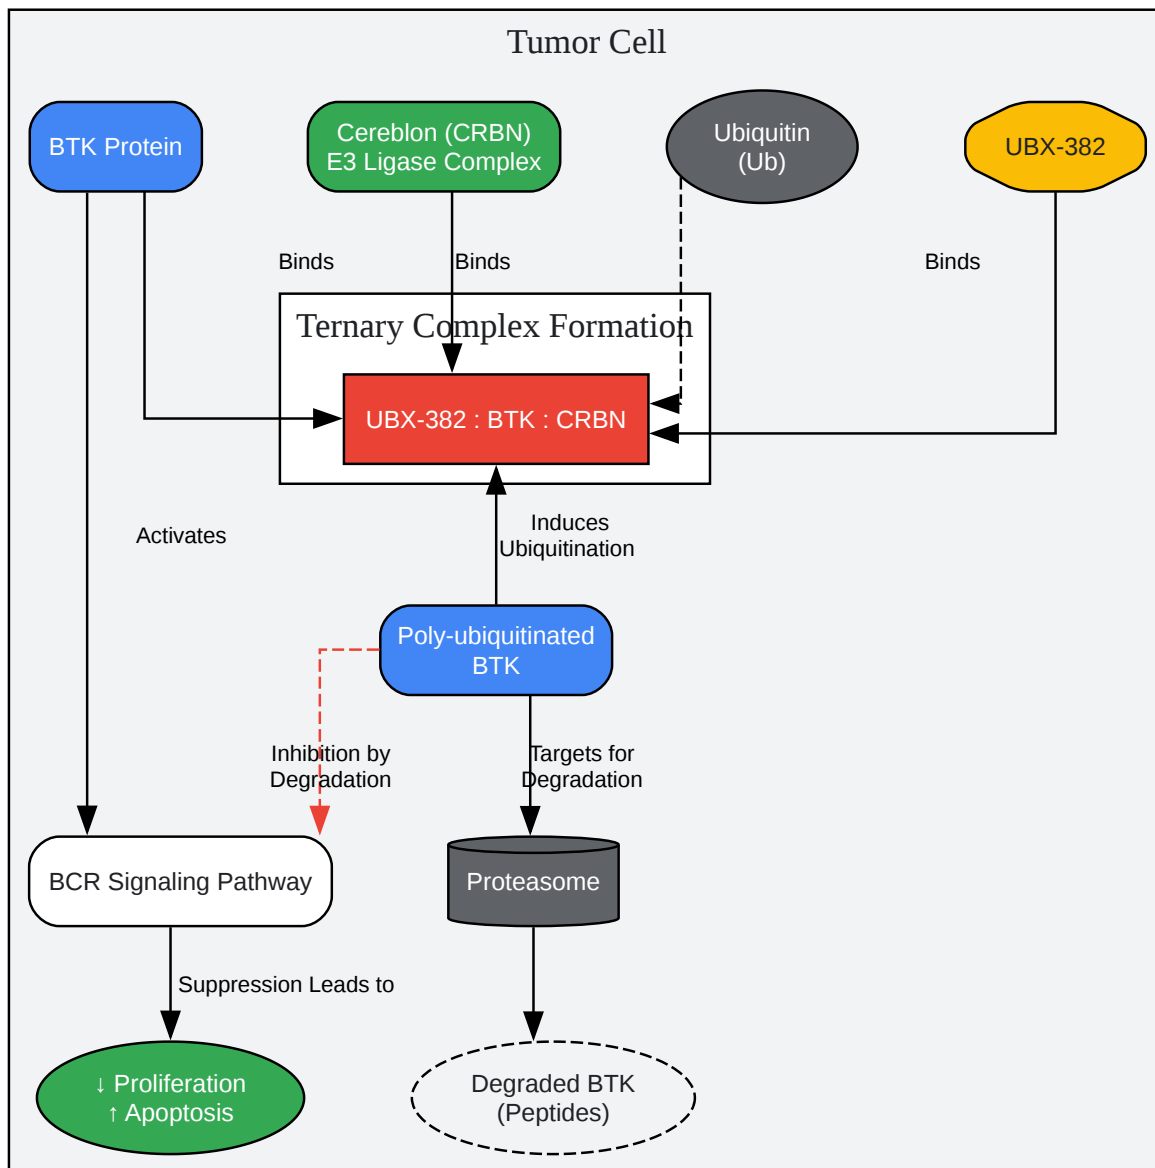 Tumor Cell
BTK Protein
Cereblon (CRBN)
E3 Ligase Complex
Ubiquitin
(Ub)
UBX-382
Binds
Binds
Binds
Ternary Complex Formation
UBX-382 : BTK : CRBN
Activates
Induces
Ubiquitination
Poly-ubiquitinated
BTK
Inhibition by
Degradation
Targets for
Degradation
BCR Signaling Pathway
Proteasome
Suppression Leads to
↓ Proliferation
↑ Apoptosis
Degraded BTK
(Peptides)